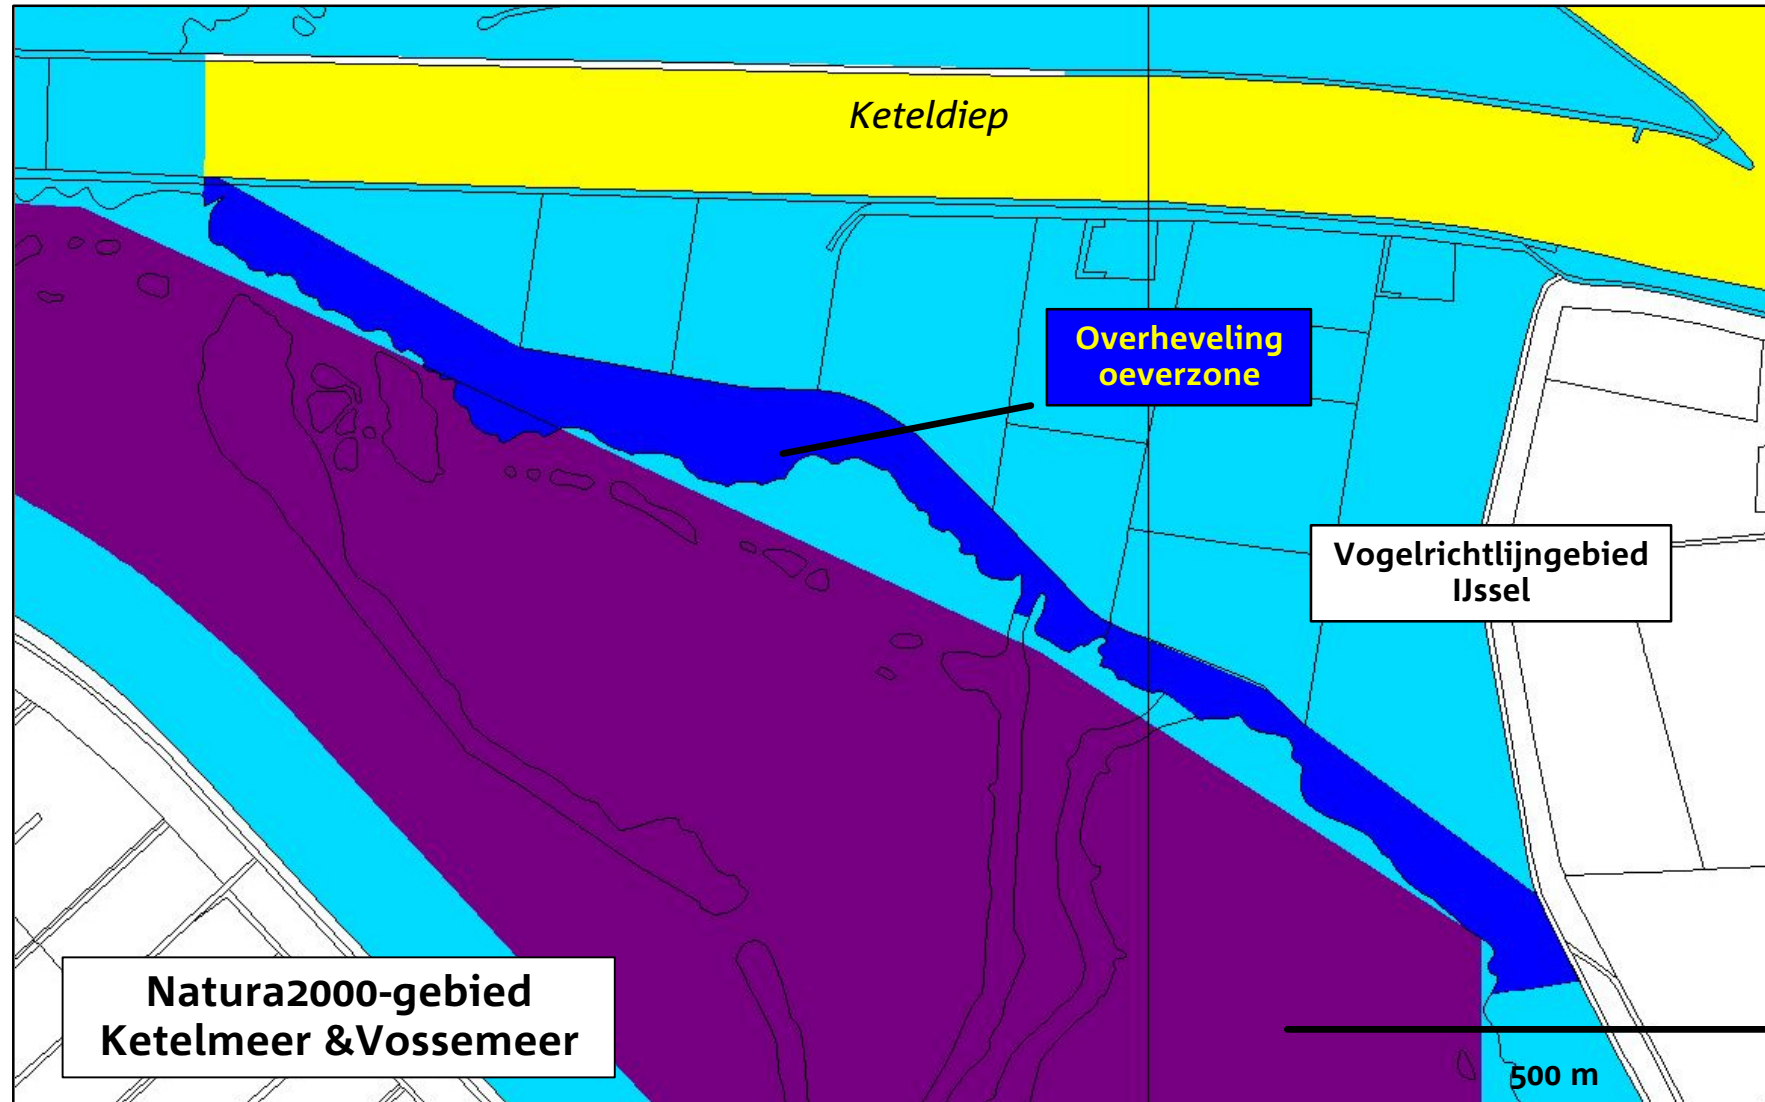 Keteldiep
Overheveling
oeverzone
Vogelrichtlijngebied
IJssel
Natura2000-gebied
Ketelmeer &Vossemeer
500 m